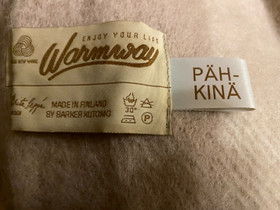 ENJOY YOUR LIFE
Warmway
PURE NEW WOOL
MADE IN FINLAND
BY BARKER KUTOMO
30°
P
PÄH-
KINÄ